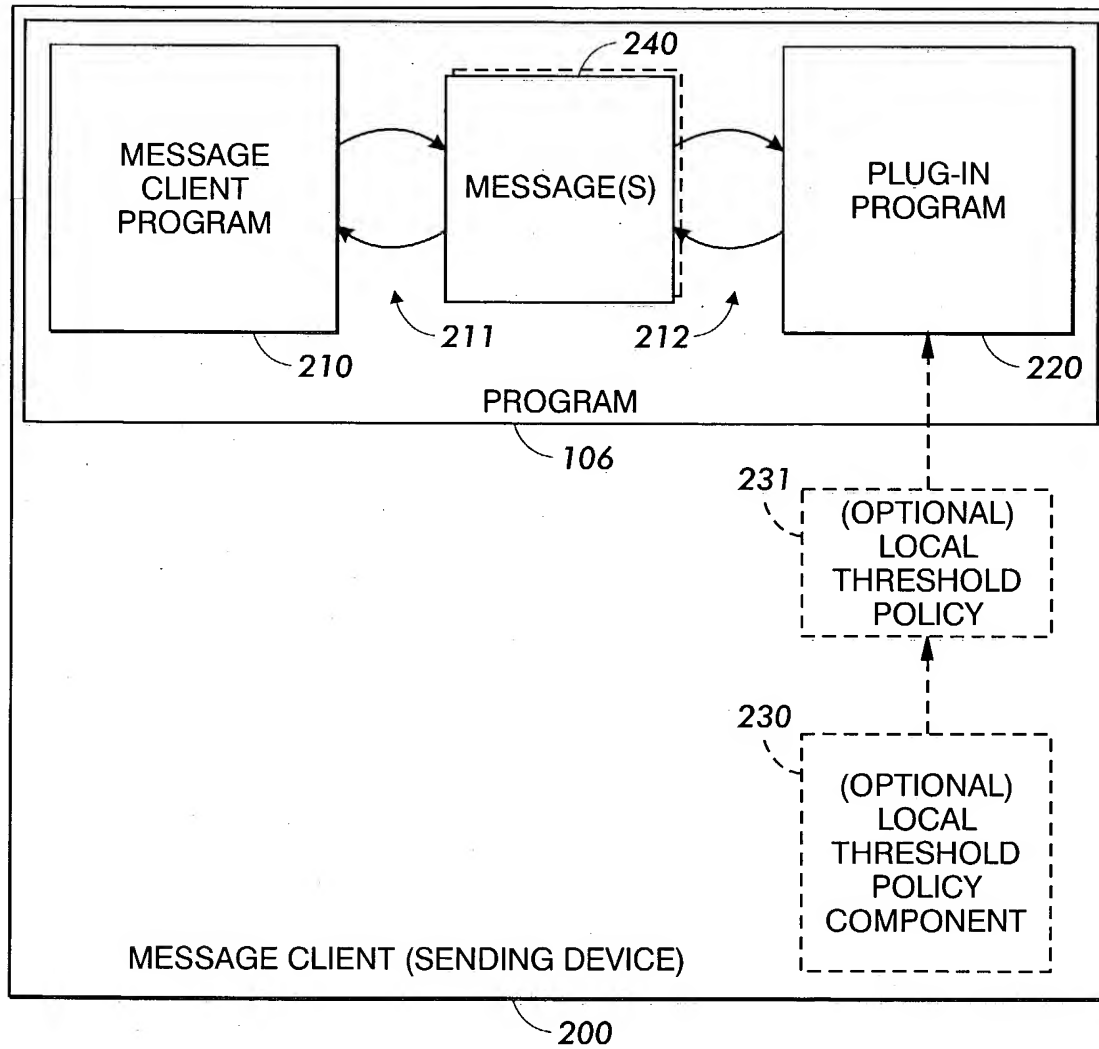 240
MESSAGE
CLIENT
PROGRAM
MESSAGE(S)
PLUG-IN
PROGRAM
211
212
210
220
PROGRAM
106
231
(OPTIONAL)
LOCAL
THRESHOLD
POLICY
230
(OPTIONAL)
LOCAL
THRESHOLD
POLICY
COMPONENT
MESSAGE CLIENT (SENDING DEVICE)
200